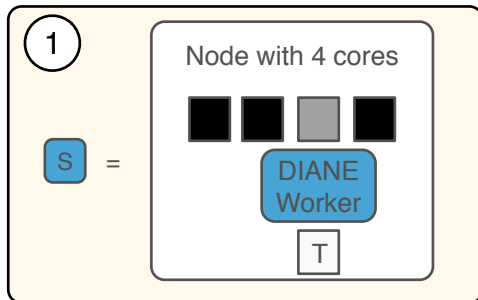 1
Node with 4 cores
S =
DIANE
Worker
T